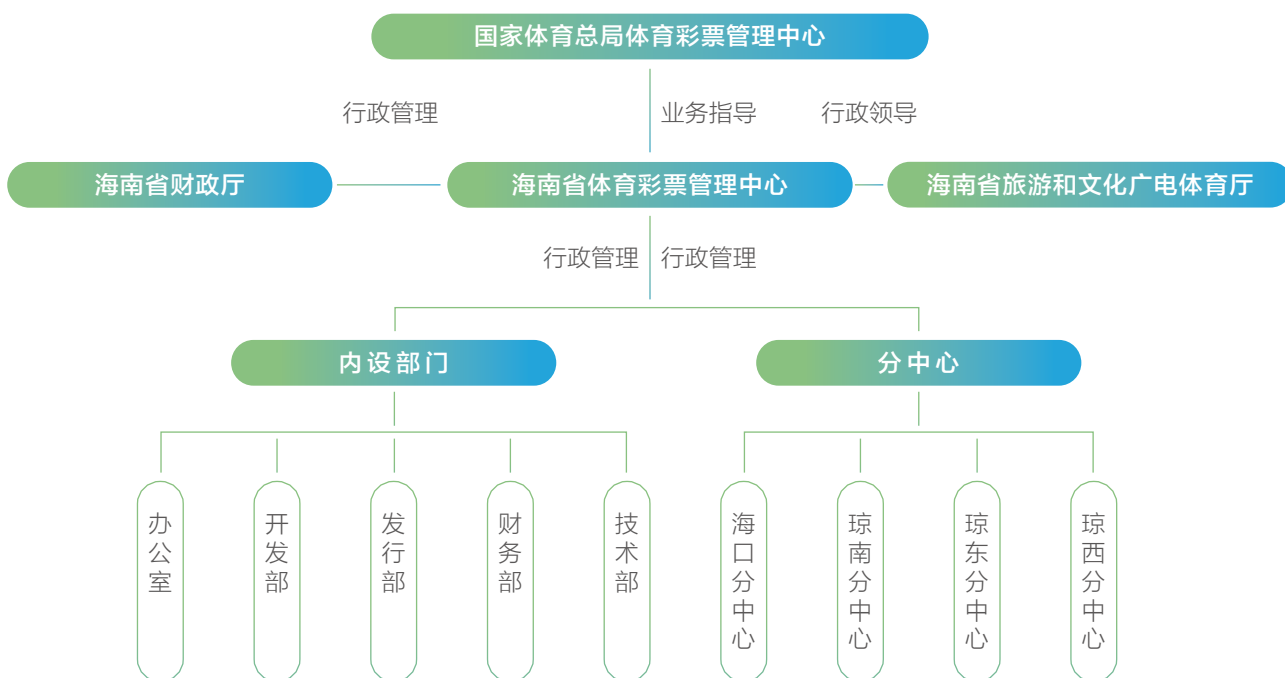 国家体育总局体育彩票管理中心
行政管理
业务指导
行政领导
海南省财政厅
海南省体育彩票管理中心
海南省旅游和文化广电体育厅
行政管理
行政管理
内设部门
分中心
办公室
开发部
发行部
财务部
技术部
海口分中心
琼南分中心
琼东分中心
琼西分中心